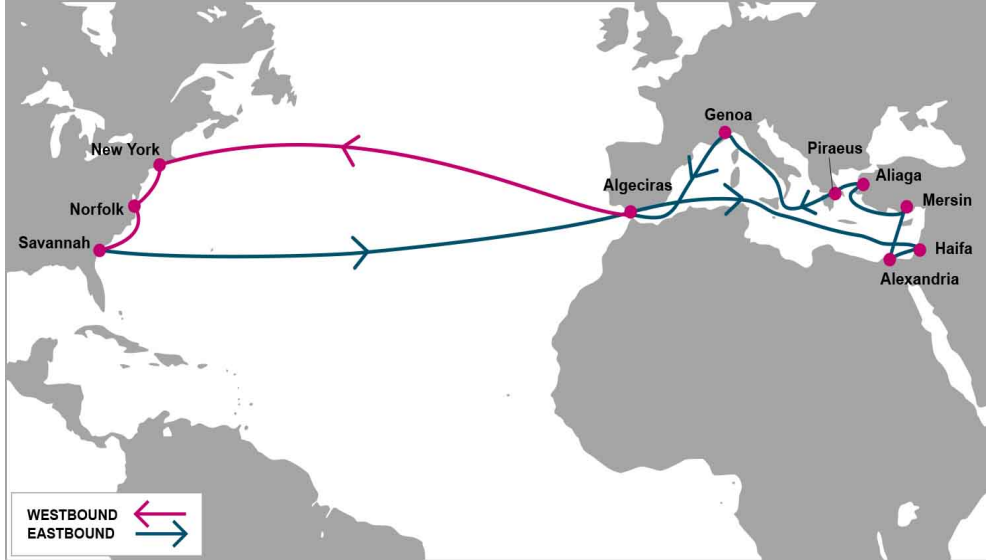 New York
Norfolk
Savannah
Genoa
Piraeus
Aliaga
Algeciras
Mersin
Haifa
Alexandria
WESTBOUND
EASTBOUND